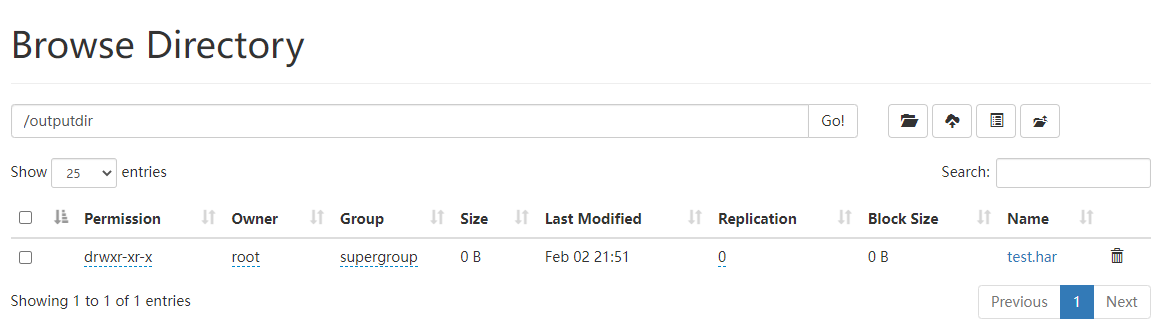 Browse Directory
/outputdir Go!
Show 25 entries Search:
Permission Owner Group Size Last Modified Replication Block Size Name
drwxr-xr-x root supergroup 0 B Feb 02 21:51 0 0 B test.har
Showing 1 to 1 of 1 entries Previous 1 Next